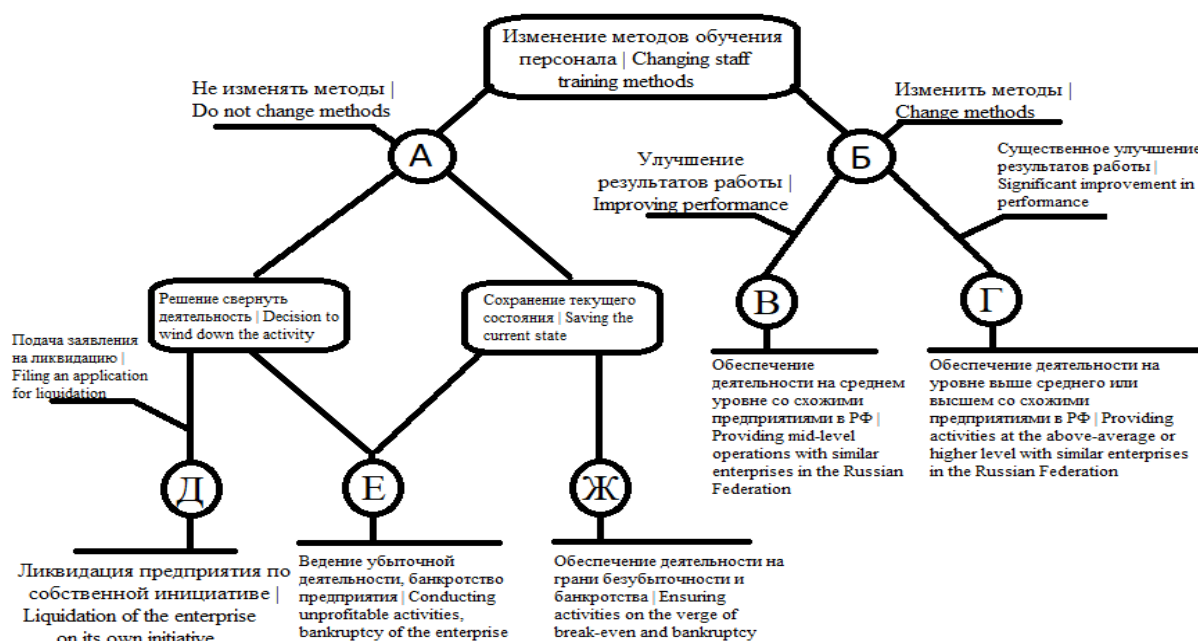 Изменение методов обучения
персонала | Changing staff
training methods
Не изменять методы |
Do not change methods
Изменить методы |
Change methods
А
Б
Улучшение
результатов работы |
Improving performance
Существенное улучшение
результатов работы |
Significant improvement in
performance
Решение свернуть
деятельность | Decision to
wind down the activity
Сохранение текущего
состояния | Saving the
current state
В
Г
Подача заявления
на ликвидацию |
Filing an application
for liquidation
Обеспечение
деятельности на среднем
уровне со схожими
предприятиями в РФ |
Providing mid-level
operations with similar
enterprises in the Russian
Federation
Обеспечение деятельности на
уровне выше среднего или
высшем со схожими
предприятиями в РФ | Providing
activities at the above-average or
higher level with similar enterprises
in the Russian Federation
Д
Е
Ж
Ликвидация предприятия по
собственной инициативе |
Liquidation of the enterprise
on its own initiative
Ведение убыточной
деятельности, банкротство
предприятия | Conducting
unprofitable activities,
bankruptcy of the enterprise
Обеспечение деятельности на
грани безубыточности и
банкротства | Ensuring
activities on the verge of
break-even and bankruptcy